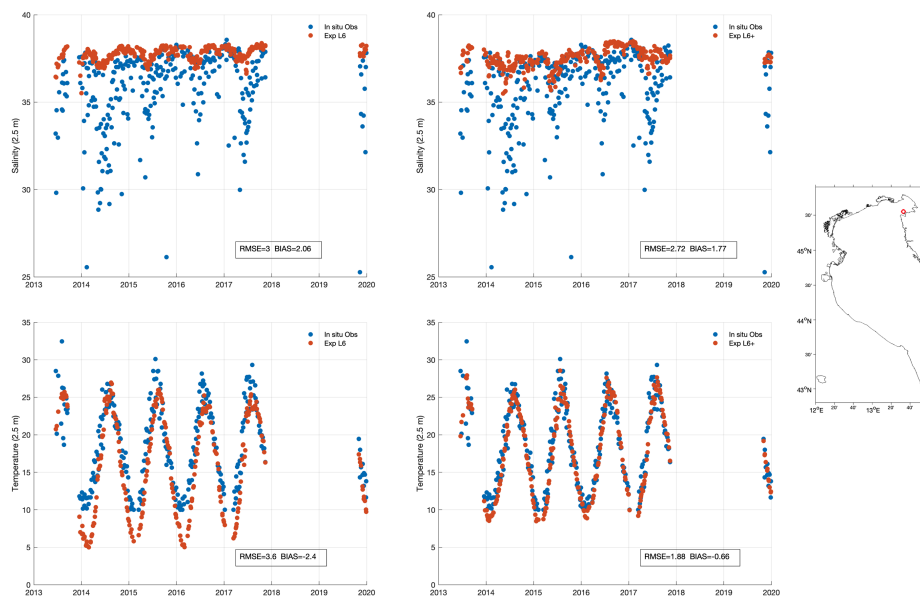 40
35
30
25
Salinity (2.5 m)
In situ Obs
Exp L6
RMSE=3 BIAS=2.06
2013 2014 2015 2016 2017 2018 2019 2020
40
35
30
25
Salinity (2.5 m)
In situ Obs
Exp L6+
RMSE=2.72 BIAS=1.77
2013 2014 2015 2016 2017 2018 2019 2020
35
30
25
20
15
10
5
0
Temperature (2.5 m)
In situ Obs
Exp L6
RMSE=3.6 BIAS=-2.4
2013 2014 2015 2016 2017 2018 2019 2020
35
30
25
20
15
10
5
0
Temperature (2.5 m)
In situ Obs
Exp L6+
RMSE=1.88 BIAS=-0.66
2013 2014 2015 2016 2017 2018 2019 2020
30'
45°N
30'
44°N
30'
43°N
12°E 20' 40' 13°E 20' 40'